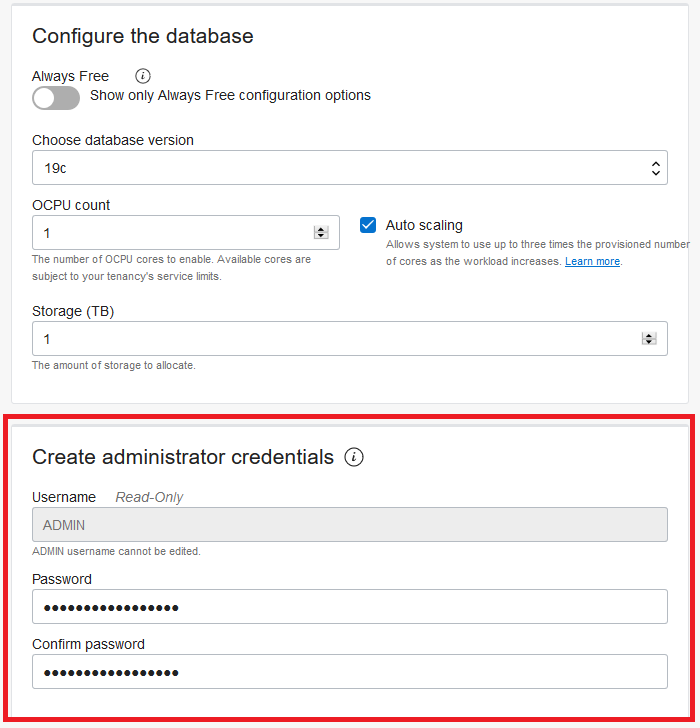 Configure the database
Always Free
Show only Always Free configuration options
Choose database version
19c
OCPU count
1
The number of OCPU cores to enable. Available cores are
subject to your tenancy's service limits.
Auto scaling
Allows system to use up to three times the provisioned number
of cores as the workload increases. Learn more.
Storage (TB)
1
The amount of storage to allocate.
Create administrator credentials
Username Read-Only
ADMIN
ADMIN username cannot be edited.
Password
•••••••••••••••••
Confirm password
•••••••••••••••••